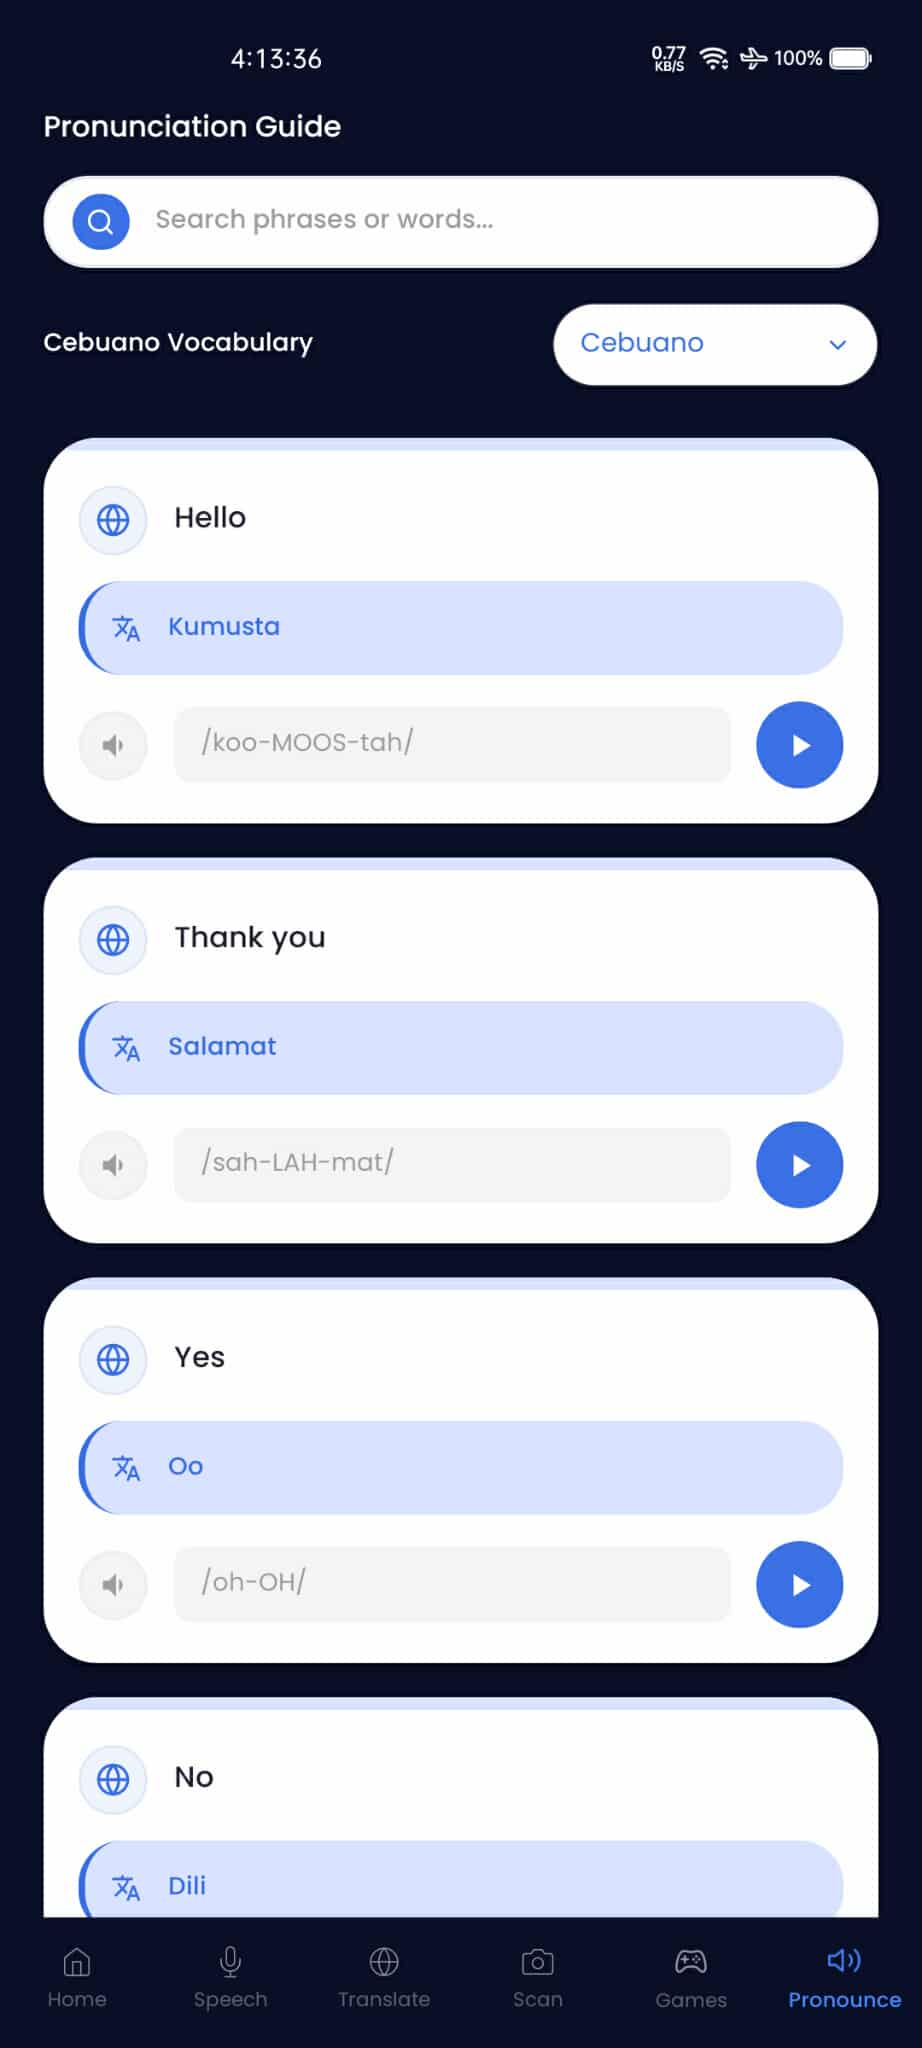 4:13:36
0.77
KB/S
100%
Pronunciation Guide
Search phrases or words...
Cebuano Vocabulary
Cebuano
Hello
Kumusta
/koo-MOOS-tah/
Thank you
Salamat
/sah-LAH-mat/
Yes
Oo
/oh-OH/
No
Dili
Home
Speech
Translate
Scan
Games
Pronounce